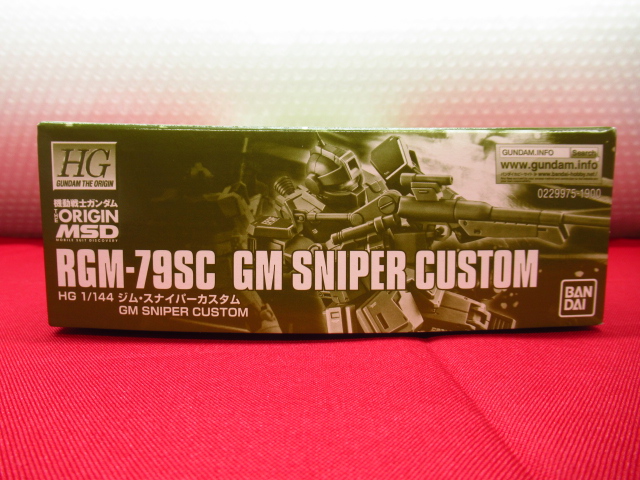 HG
GUNDAM THE ORIGIN
機動戦士ガンダム
THE ORIGIN
MSD
MOBILE SUIT DISCOVERY
RGM-79SC GM SNIPER CUSTOM
HG 1/144 ジム・スナイパーカスタム
GM SNIPER CUSTOM
GUNDAM.INFO Search
www.gundam.info
0229975-1900
BAN
DAI